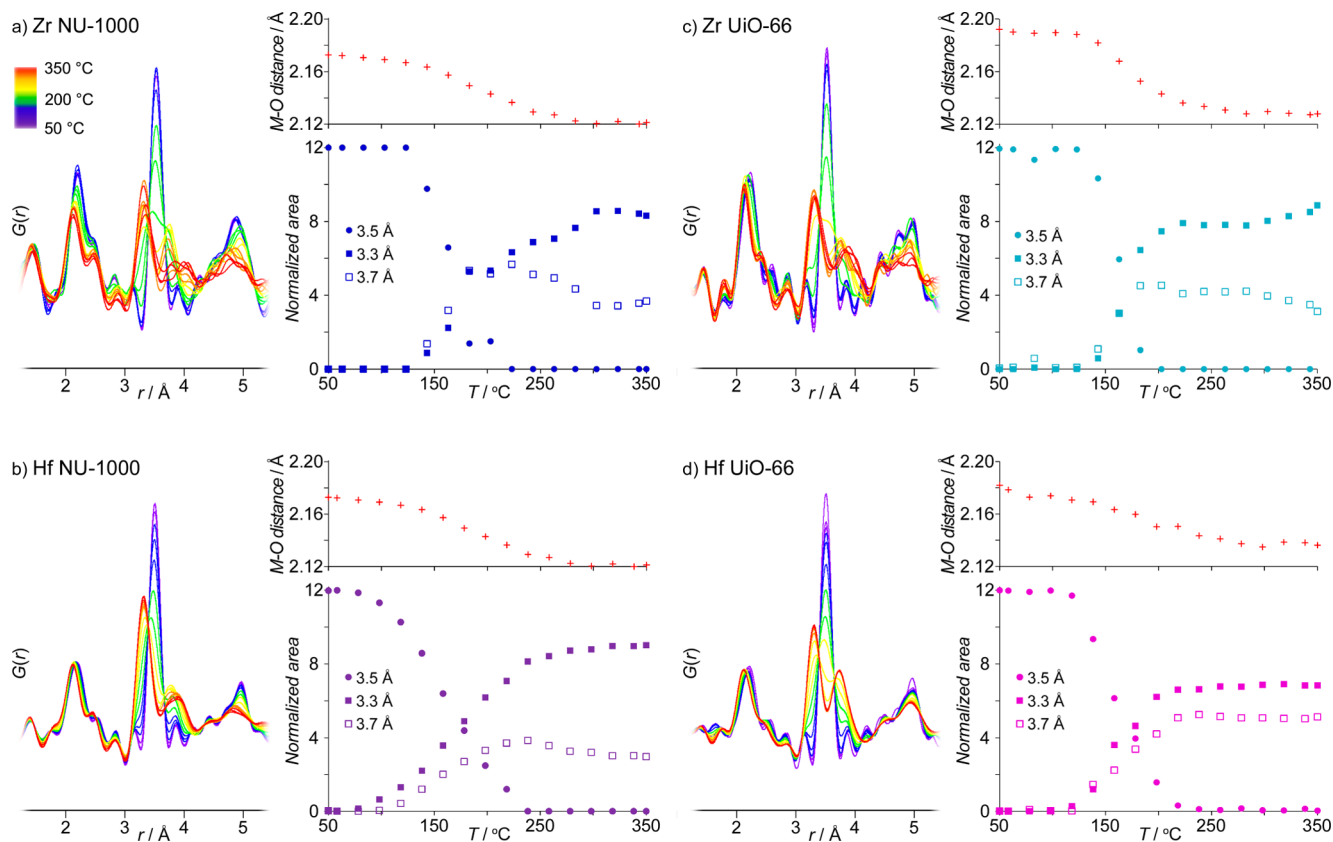 a) Zr NU-1000
350 °C
200 °C
50 °C
G(r)
2 3 4 5
r / Å
M-O distance / Å
2.20
2.16
2.12
Normalized area
12
8
4
0
3.5 Å
3.3 Å
3.7 Å
50 150 250 350
T / °C
c) Zr UiO-66
G(r)
2 3 4 5
r / Å
M-O distance / Å
2.20
2.16
2.12
Normalized area
12
8
4
0
3.5 Å
3.3 Å
3.7 Å
50 150 250 350
T / °C
b) Hf NU-1000
G(r)
2 3 4 5
r / Å
M-O distance / Å
2.20
2.16
2.12
Normalized area
12
8
4
0
3.5 Å
3.3 Å
3.7 Å
50 150 250 350
T / °C
d) Hf UiO-66
G(r)
2 3 4 5
r / Å
M-O distance / Å
2.20
2.16
2.12
Normalized area
12
8
4
0
3.5 Å
3.3 Å
3.7 Å
50 150 250 350
T / °C